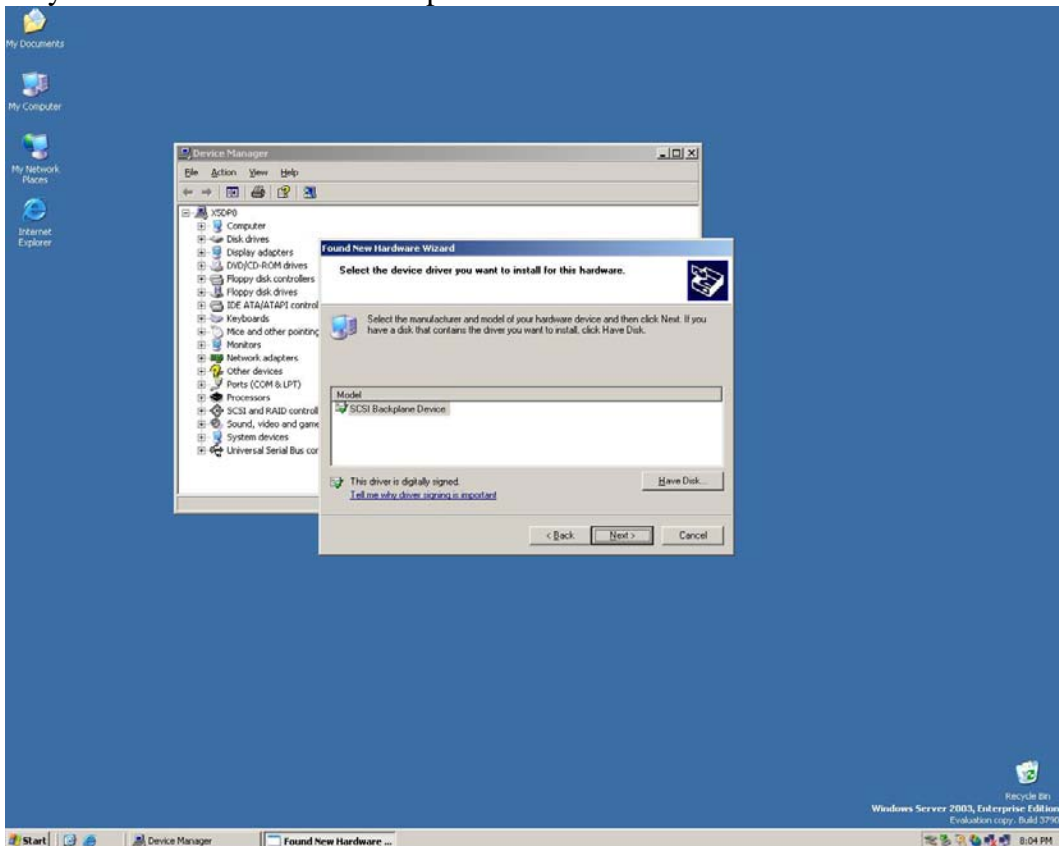 My Documents
My Computer
My Network
Places
Internet
Explorer
Device Manager
File Action View Help
X5DP0
Computer
Disk drives
Display adapters
DVD/CD-ROM drives
Floppy disk controllers
Floppy disk drives
IDE ATA/ATAPI control
Keyboards
Mice and other pointing
Monitors
Network adapters
Other devices
Ports (COM & LPT)
Processors
SCSI and RAID controll
Sound, video and game
System devices
Universal Serial Bus con
Found New Hardware Wizard
Select the device driver you want to install for this hardware.
Select the manufacturer and model of your hardware device and then click Next. If you
have a disk that contains the driver you want to install, click Have Disk.
Model
SCSI Backplane Device
This driver is digitally signed.
Tell me why driver signing is important
Have Disk...
< Back Next > Cancel
Recycle Bin
Windows Server 2003, Enterprise Edition
Evaluation copy. Build 3790
Start Device Manager Found New Hardware ... 8:04 PM